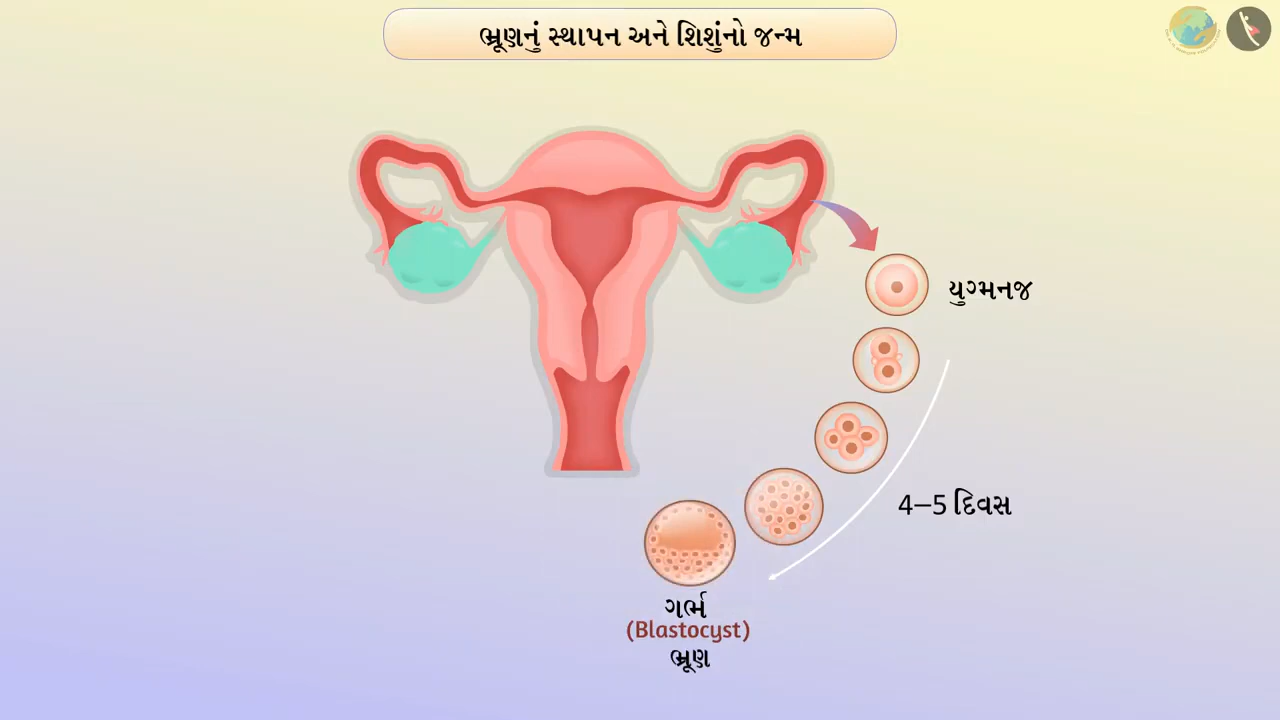 ભ્રૂણનું સ્થાપન અને શિશુંનો જન્મ
યુગ્મનજ
4–5 દિવસ
ગર્ભ
(Blastocyst)
ભ્રૂણ